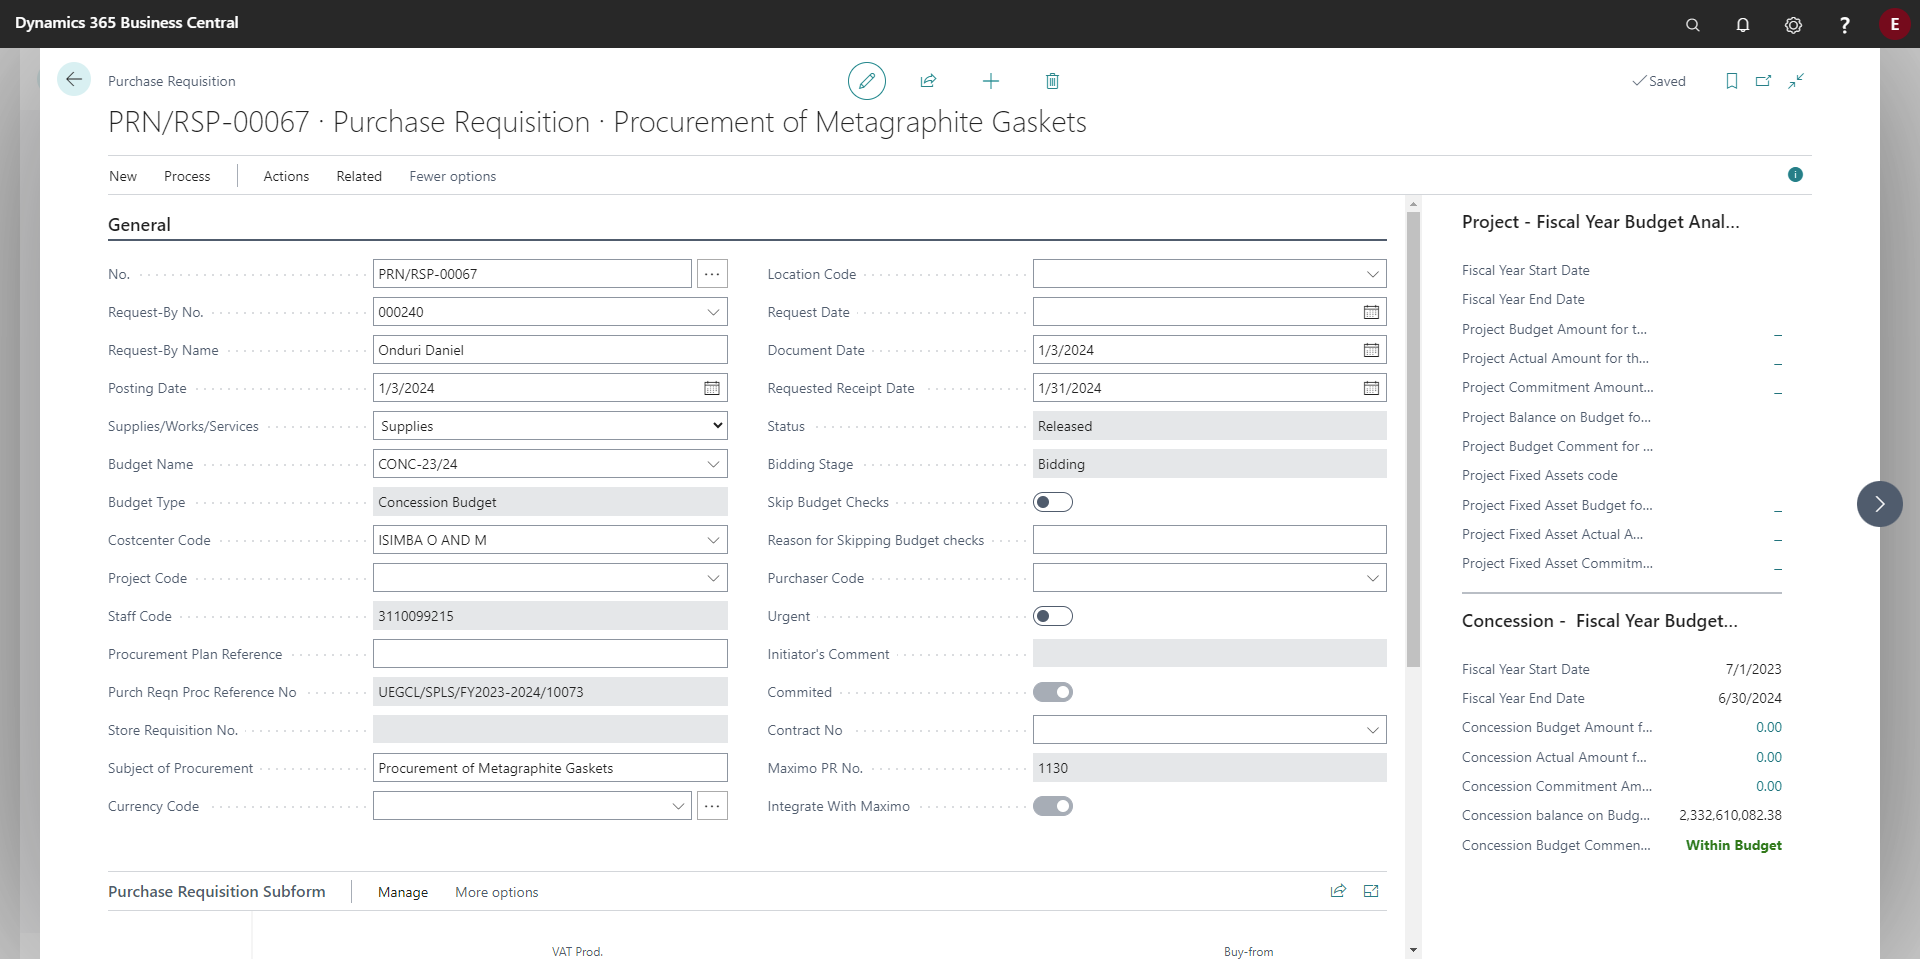 Dynamics 365 Business Central
E
Purchase Requisition
Saved
PRN/RSP-00067 · Purchase Requisition · Procurement of Metagraphite Gaskets
New
Process
Actions
Related
Fewer options
General
No.
PRN/RSP-00067
Request-By No.
000240
Request-By Name
Onduri Daniel
Posting Date
1/3/2024
Supplies/Works/Services
Supplies
Budget Name
CONC-23/24
Budget Type
Concession Budget
Costcenter Code
ISIMBA O AND M
Project Code
Staff Code
3110099215
Procurement Plan Reference
Purch Reqn Proc Reference No
UEGCL/SPLS/FY2023-2024/10073
Store Requisition No.
Subject of Procurement
Procurement of Metagraphite Gaskets
Currency Code
Location Code
Request Date
Document Date
1/3/2024
Requested Receipt Date
1/31/2024
Status
Released
Bidding Stage
Bidding
Skip Budget Checks
Reason for Skipping Budget checks
Purchaser Code
Urgent
Initiator's Comment
Commited
Contract No
Maximo PR No.
1130
Integrate With Maximo
Purchase Requisition Subform
Manage
More options
VAT Prod.
Buy-from
Project - Fiscal Year Budget Anal...
Fiscal Year Start Date
Fiscal Year End Date
Project Budget Amount for t...
_
Project Actual Amount for th...
_
Project Commitment Amount...
_
Project Balance on Budget fo...
Project Budget Comment for ...
Project Fixed Assets code
Project Fixed Asset Budget fo...
_
Project Fixed Asset Actual A...
_
Project Fixed Asset Commitm...
_
Concession - Fiscal Year Budget...
Fiscal Year Start Date
7/1/2023
Fiscal Year End Date
6/30/2024
Concession Budget Amount f...
0.00
Concession Actual Amount f...
0.00
Concession Commitment Am...
0.00
Concession balance on Budg...
2,332,610,082.38
Concession Budget Commen...
Within Budget